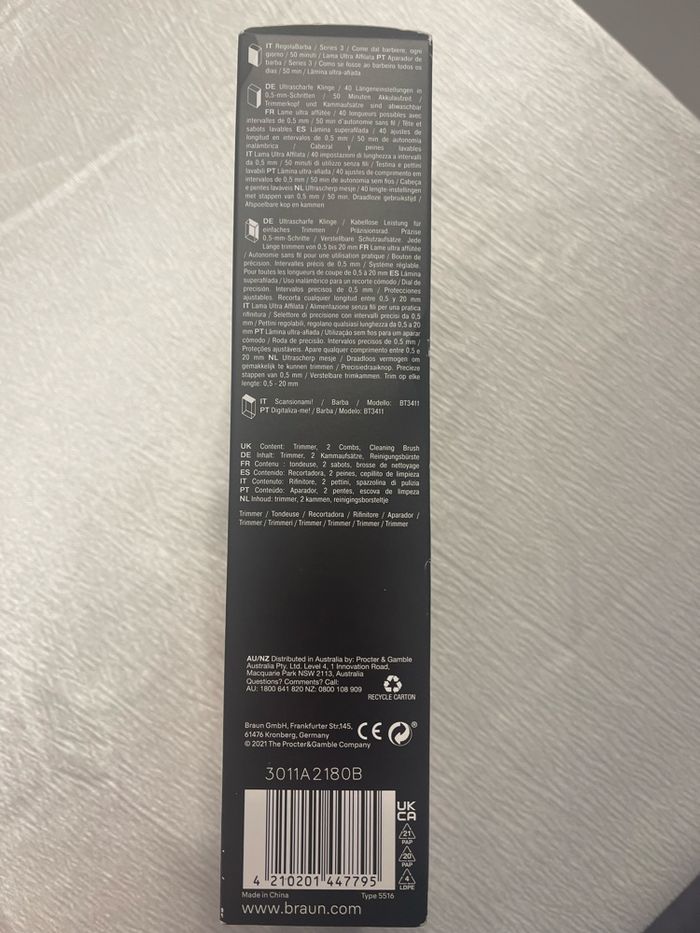 IT RegolaBarba / Series 3 / Come dal barbiere, ogni
giorno / 50 minuti / Lama Ultra Affilata PT Aparador de
barba / Series 3 / Como se fosse ao barbeiro todos os
dias / 50 min / Lâmina ultra-afiada
DE Ultrascharfe Klinge / 40 Längeneinstellungen in
0,5-mm-Schritten / 50 Minuten Akkulaufzeit /
Trimmerkopf und Kammaufsätze sind abwaschbar
FR Lame ultra affûtée / 40 longueurs possibles avec
intervalles de 0,5 mm / 50 min d'autonomie sans fil / Tête et
sabots lavables ES Lámina superafilada / 40 ajustes de
longitud en intervalos de 0,5 mm / 50 min de autonomía
inalámbrica / Cabezal y peines lavables
IT Lama Ultra Affilata / 40 impostazioni di lunghezza a intervalli
da 0,5 mm / 50 minuti di utilizzo senza fili / Testina e pettini
lavabili PT Lâmina ultra-afiada / 40 ajustes de comprimento em
intervalos de 0,5 mm / 50 min de autonomia sem fios / Cabeça
e pentes laváveis NL Ultrascherp mesje / 40 lengte-instellingen
met stappen van 0,5 mm / 50 min. Draadloze gebruikstijd /
Afspoelbare kop en kammen
DE Ultrascharfe Klinge / Kabellose Leistung für
einfaches Trimmen / Präzisionsrad. Präzise
0,5-mm-Schritte / Verstellbare Schutzaufsätze. Jede
Länge trimmen von 0,5 bis 20 mm FR Lame ultra affûtée
/ Autonomie sans fil pour une utilisation pratique / Bouton de
précision. Intervalles précis de 0,5 mm / Système réglable.
Pour toutes les longueurs de coupe de 0,5 à 20 mm ES Lámina
superafilada / Uso inalámbrico para un recorte cómodo / Dial de
precisión. Intervalos precisos de 0,5 mm / Protecciones
ajustables. Recorta cualquier longitud entre 0,5 y 20 mm
IT Lama Ultra Affilata / Alimentazione senza fili per una pratica
rifinitura / Selettore di precisione con intervalli precisi da 0,5
mm / Pettini regolabili, regolano qualsiasi lunghezza da 0,5 a 20
mm PT Lâmina ultra-afiada / Utilização sem fios para um aparar
cómodo / Roda de precisão. Intervalos precisos de 0,5 mm /
Proteções ajustáveis. Apare qualquer comprimento entre 0,5 e
20 mm NL Ultrascherp mesje / Draadloos vermogen om
gemakkelijk te kunnen trimmen / Precisiedraaiknop. Precieze
stappen van 0,5 mm / Verstelbare trimkammen. Trim op elke
lengte: 0,5 - 20 mm
IT Scansionami! / Barba / Modello: BT3411
PT Digitaliza-me! / Barba / Modelo: BT3411
UK Content: Trimmer, 2 Combs, Cleaning Brush
DE Inhalt: Trimmer, 2 Kammaufsätze, Reinigungsbürste
FR Contenu : tondeuse, 2 sabots, brosse de nettoyage
ES Contenido: Recortadora, 2 peines, cepillito de limpieza
IT Contenuto: Rifinitore, 2 pettini, spazzolina di pulizia
PT Conteúdo: Aparador, 2 pentes, escova de limpeza
NL Inhoud: trimmer, 2 kammen, reinigingsborsteltje
Trimmer / Tondeuse / Recortadora / Rifinitore / Aparador /
Trimmer / Trimmeri / Trimmer / Trimmer / Trimmer / Trimmer
AU/NZ Distributed in Australia by: Procter & Gamble
Australia Pty. Ltd. Level 4, 1 Innovation Road,
Macquarie Park NSW 2113, Australia
Questions? Comments? Call:
AU: 1800 641 820 NZ: 0800 108 909
RECYCLE CARTON
Braun GmbH, Frankfurter Str.145,
61476 Kronberg, Germany
© 2021 The Procter&Gamble Company
CE
3011A2180B
UK
CA
21
PAP
20
PAP
4
LDPE
4 210201 447795
Made in China Type 5516
www.braun.com